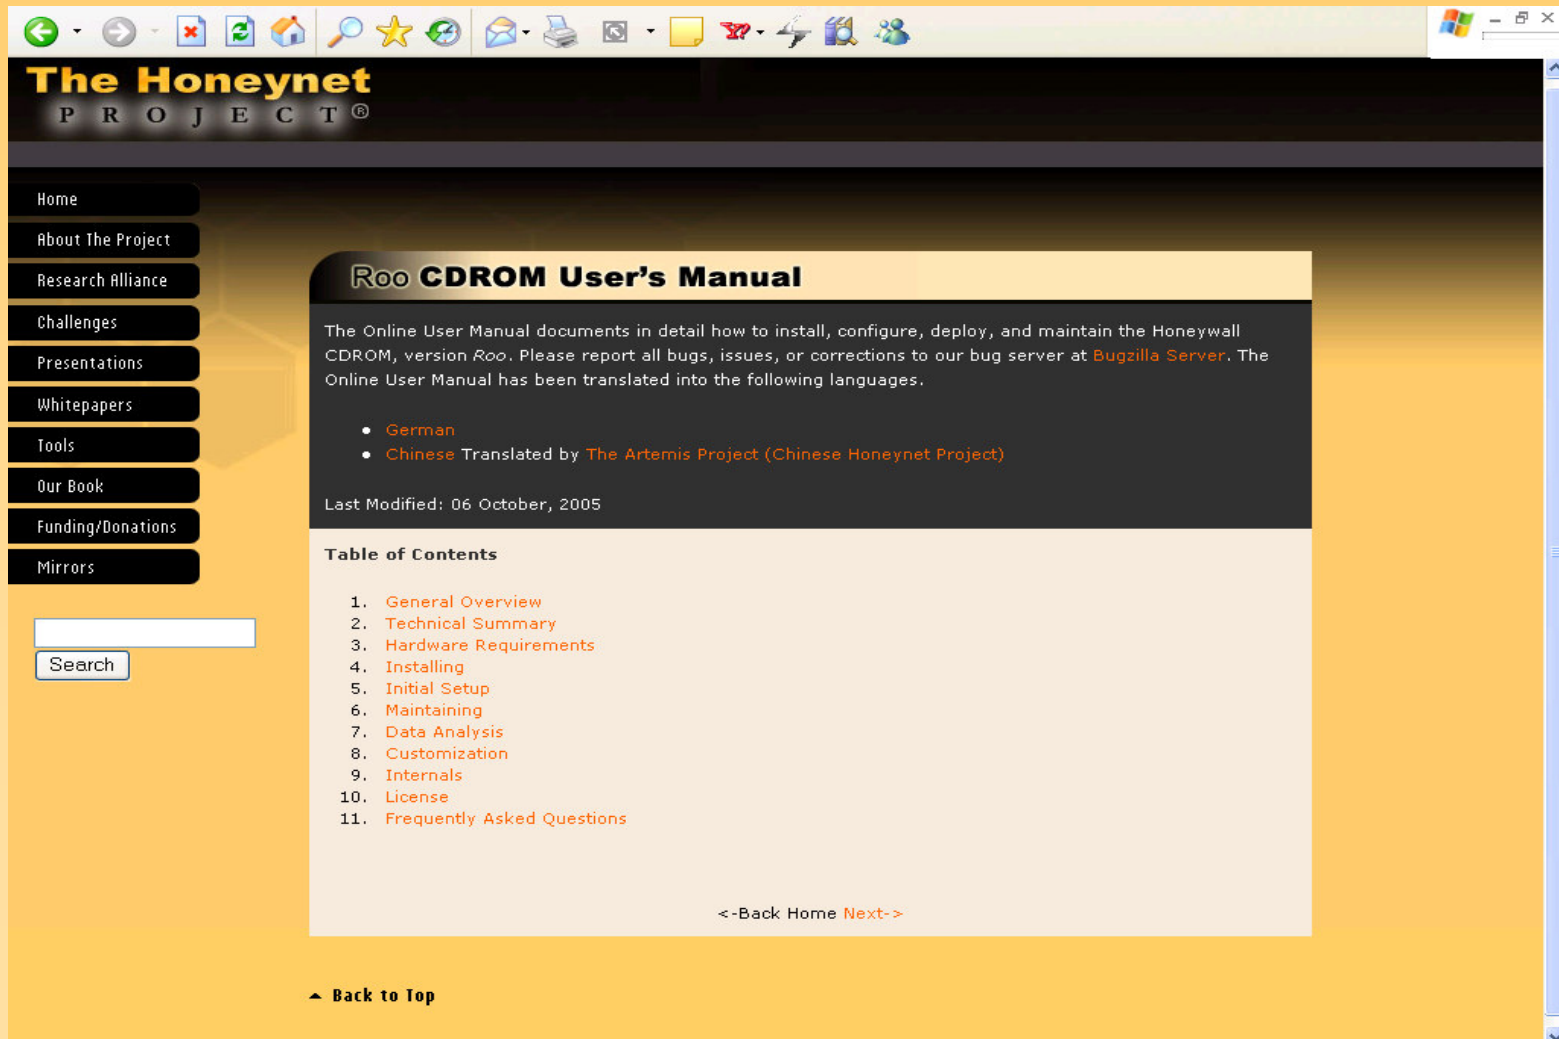 The Honeynet
PROJECT®
Home
About The Project
Research Alliance
Challenges
Presentations
Whitepapers
Tools
Our Book
Funding/Donations
Mirrors
Search
Roo CDROM User's Manual
The Online User Manual documents in detail how to install, configure, deploy, and maintain the Honeywall
CDROM, version Roo. Please report all bugs, issues, or corrections to our bug server at Bugzilla Server. The
Online User Manual has been translated into the following languages.
• German
• Chinese Translated by The Artemis Project (Chinese Honeynet Project)
Last Modified: 06 October, 2005
Table of Contents
1. General Overview
2. Technical Summary
3. Hardware Requirements
4. Installing
5. Initial Setup
6. Maintaining
7. Data Analysis
8. Customization
9. Internals
10. License
11. Frequently Asked Questions
<-Back Home Next->
Back to Top